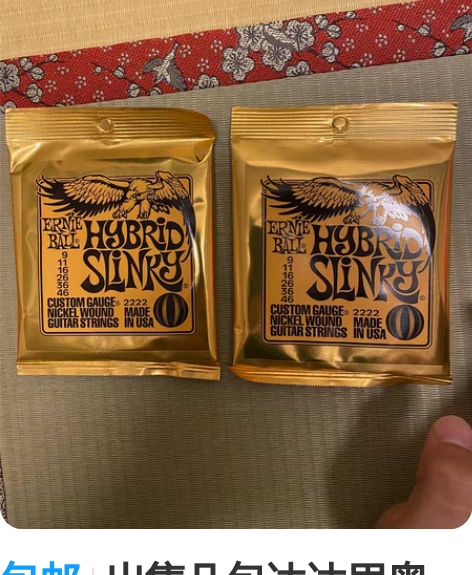 ERNIE
BALL®
HYBRID
SLINKY®
9
11
16
26
36
46
CUSTOM GAUGE® 2222
NICKEL WOUND MADE
GUITAR STRINGS IN USA
ERNIE
BALL®
HYBRID
SLINKY®
9
11
16
26
36
46
CUSTOM GAUGE® 2222
NICKEL WOUND MADE
GUITAR STRINGS IN USA
包邮